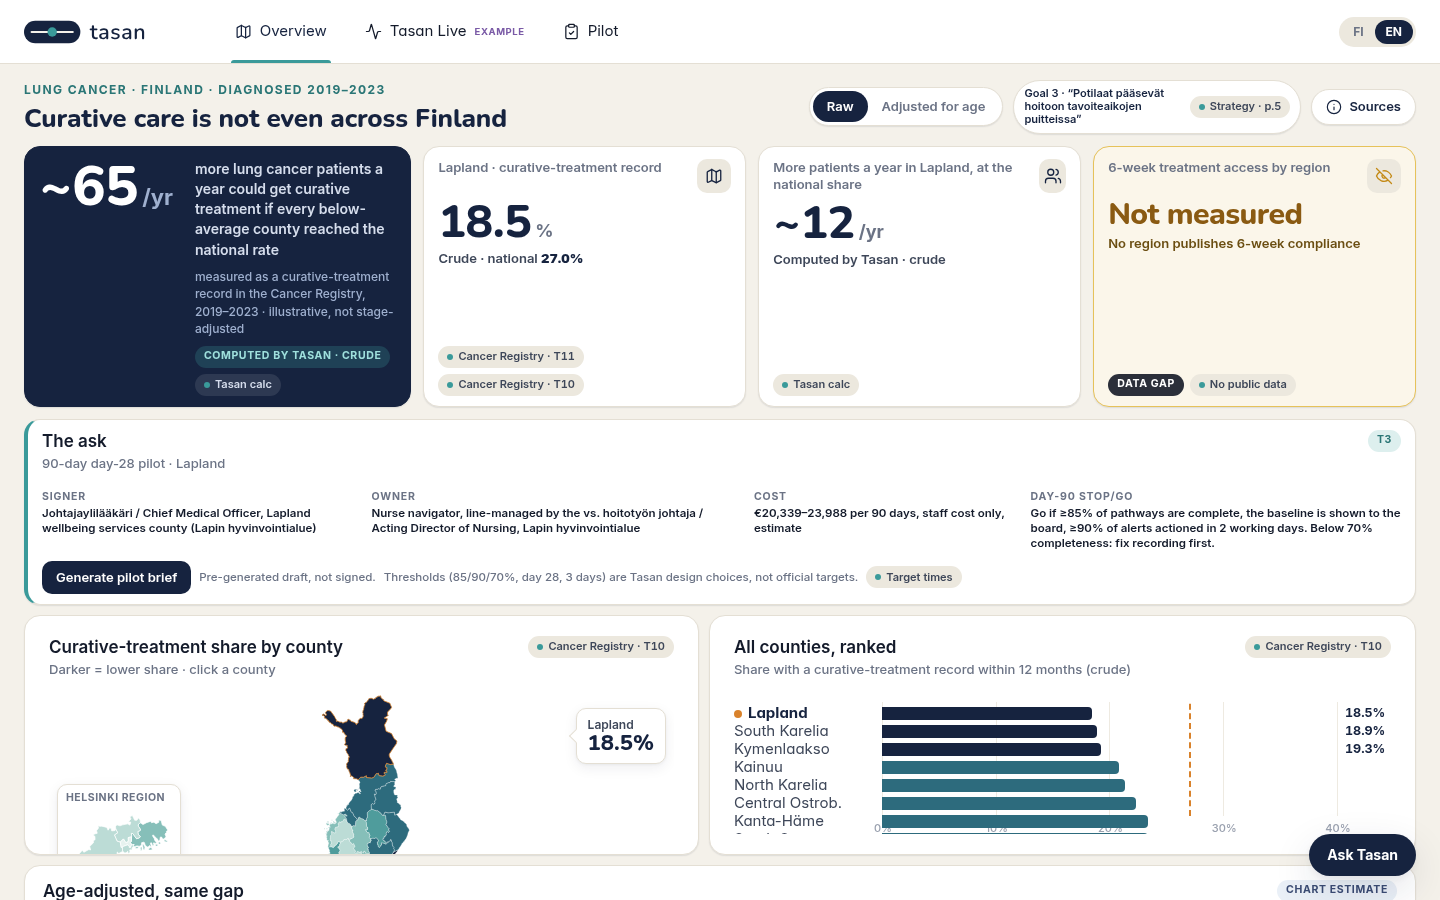 tasan
Overview
Tasan Live EXAMPLE
Pilot
FI EN
LUNG CANCER · FINLAND · DIAGNOSED 2019–2023
Curative care is not even across Finland
Raw
Adjusted for age
Goal 3 · “Potilaat pääsevät
hoitoon tavoiteaikojen
puitteissa”
Strategy · p.5
Sources
~65 /yr
more lung cancer patients a
year could get curative
treatment if every below-
average county reached the
national rate
measured as a curative-treatment
record in the Cancer Registry,
2019–2023 · illustrative, not stage-
adjusted
COMPUTED BY TASAN · CRUDE
Tasan calc
Lapland · curative-treatment record
18.5 %
Crude · national 27.0%
Cancer Registry · T11
Cancer Registry · T10
More patients a year in Lapland, at the
national share
~12 /yr
Computed by Tasan · crude
Tasan calc
6-week treatment access by region
Not measured
No region publishes 6-week compliance
DATA GAP
No public data
The ask
T3
90-day day-28 pilot · Lapland
SIGNER
Johtajaylilääkäri / Chief Medical Officer, Lapland
wellbeing services county (Lapin hyvinvointialue)
OWNER
Nurse navigator, line-managed by the vs. hoitotyön johtaja /
Acting Director of Nursing, Lapin hyvinvointialue
COST
€20,339–23,988 per 90 days, staff cost only,
estimate
DAY-90 STOP/GO
Go if ≥85% of pathways are complete, the baseline is shown to the
board, ≥90% of alerts actioned in 2 working days. Below 70%
completeness: fix recording first.
Generate pilot brief
Pre-generated draft, not signed. Thresholds (85/90/70%, day 28, 3 days) are Tasan design choices, not official targets.
Target times
Curative-treatment share by county
Cancer Registry · T10
Darker = lower share · click a county
Lapland
18.5%
HELSINKI REGION
All counties, ranked
Cancer Registry · T10
Share with a curative-treatment record within 12 months (crude)
Lapland 18.5%
South Karelia 18.9%
Kymenlaakso 19.3%
Kainuu
North Karelia
Central Ostrob.
Kanta-Häme
0% 10% 20% 30% 40%
Ask Tasan
Age-adjusted, same gap
CHART ESTIMATE